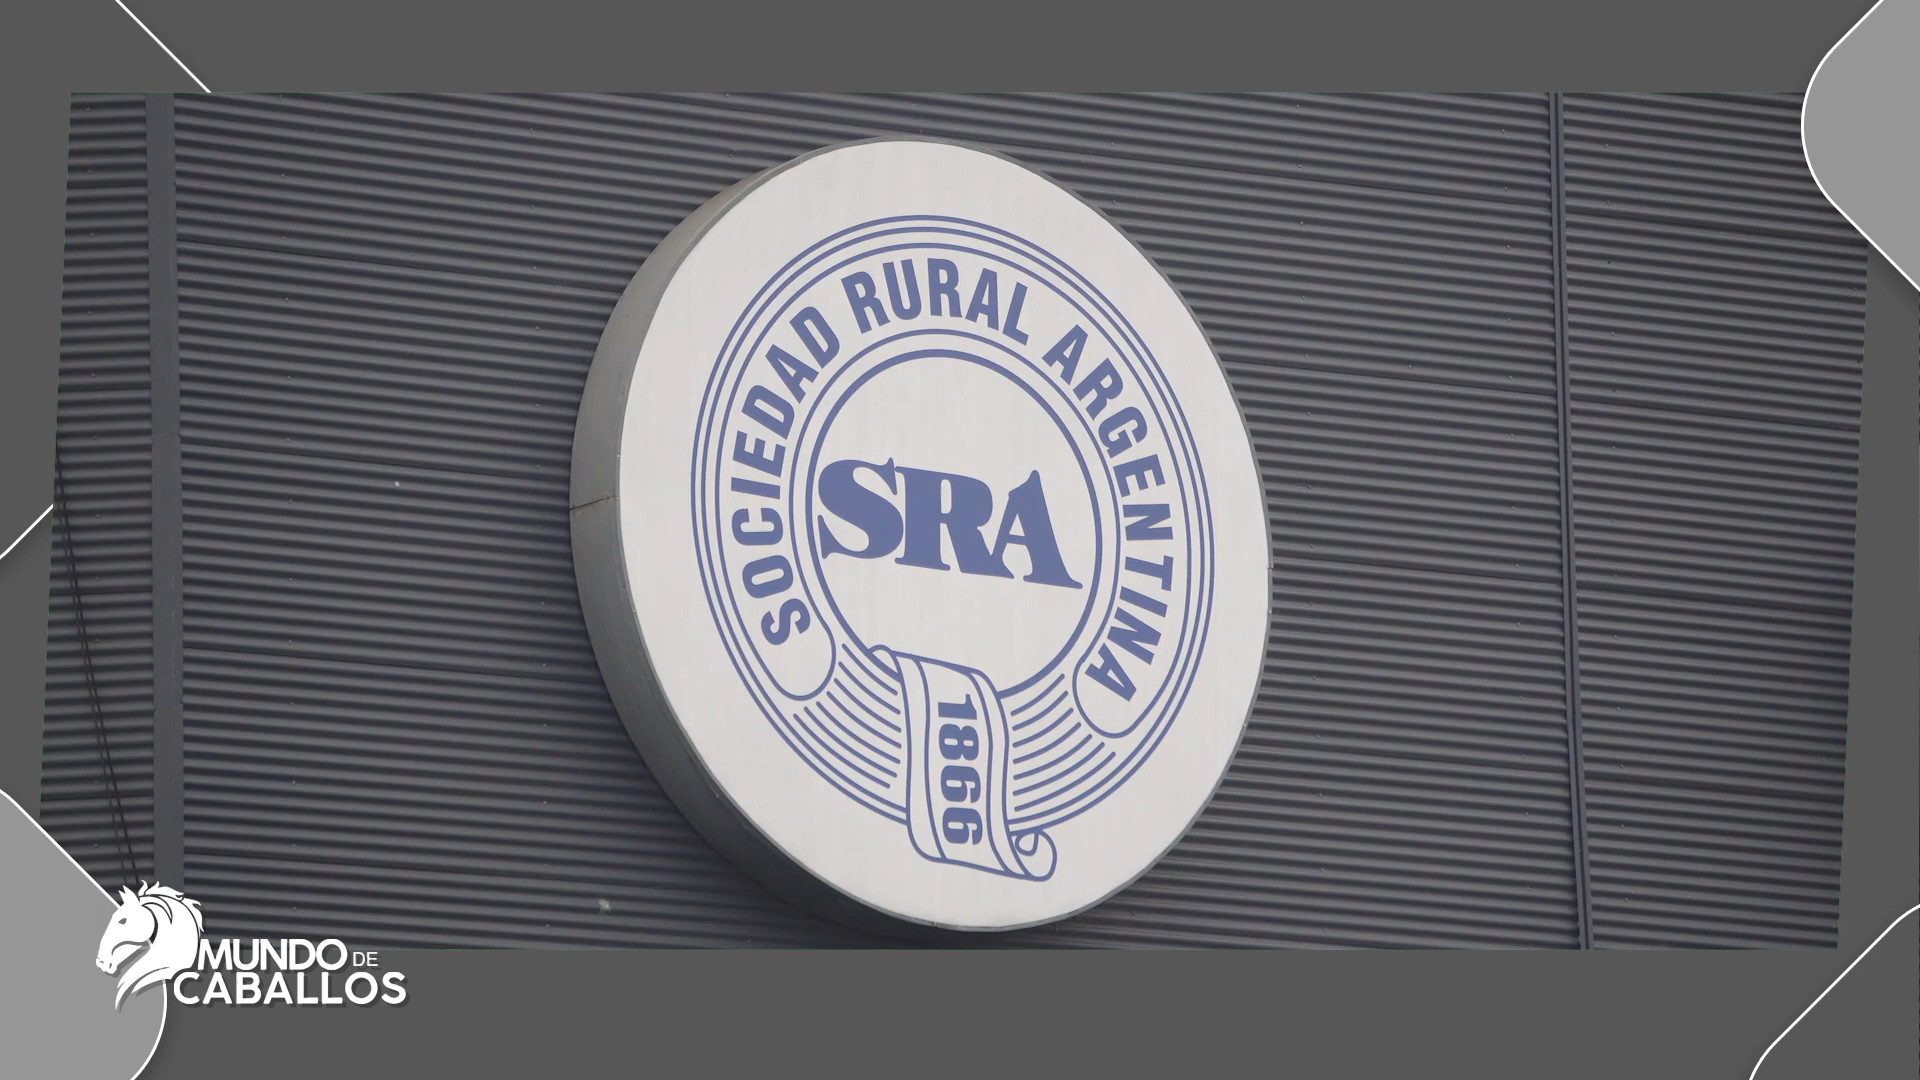 SOCIEDAD RURAL ARGENTINA
SRA
1866
MUNDO DE
CABALLOS